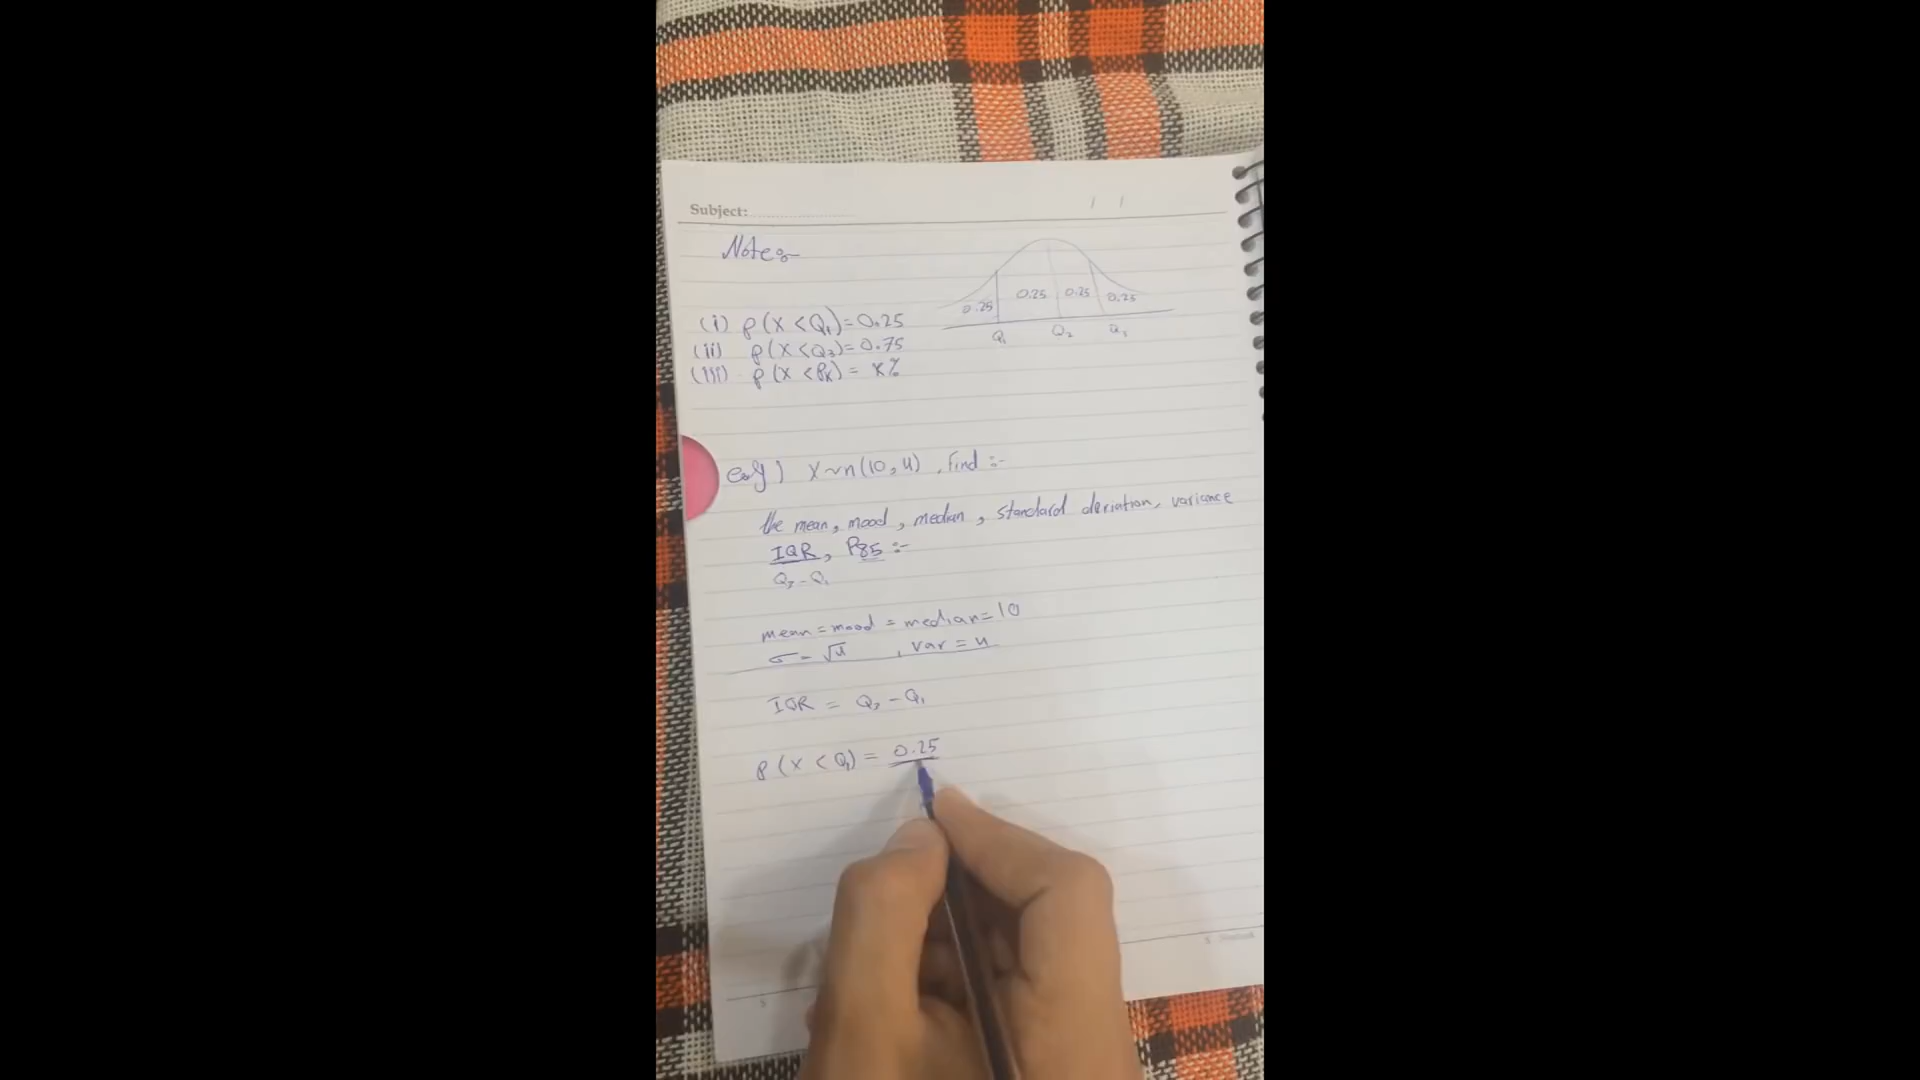 Subject:
/ /
Notes
0.25 0.25 0.25 0.25
Q₁ Q₂ Q₃
(i) P(X<Q₁)=0.25
(ii) P(X<Q₃)=0.75
(iii) P(X<Pₖ)= K%
eg) X~n(10,4), find :-
the mean, mood, median, standard deviation, variance
IQR, P85 :-
Q₃-Q₁
mean = mood = median = 10
σ = √4 , var = 4
IQR = Q₃ - Q₁
P(X<Q₁) = 0.25